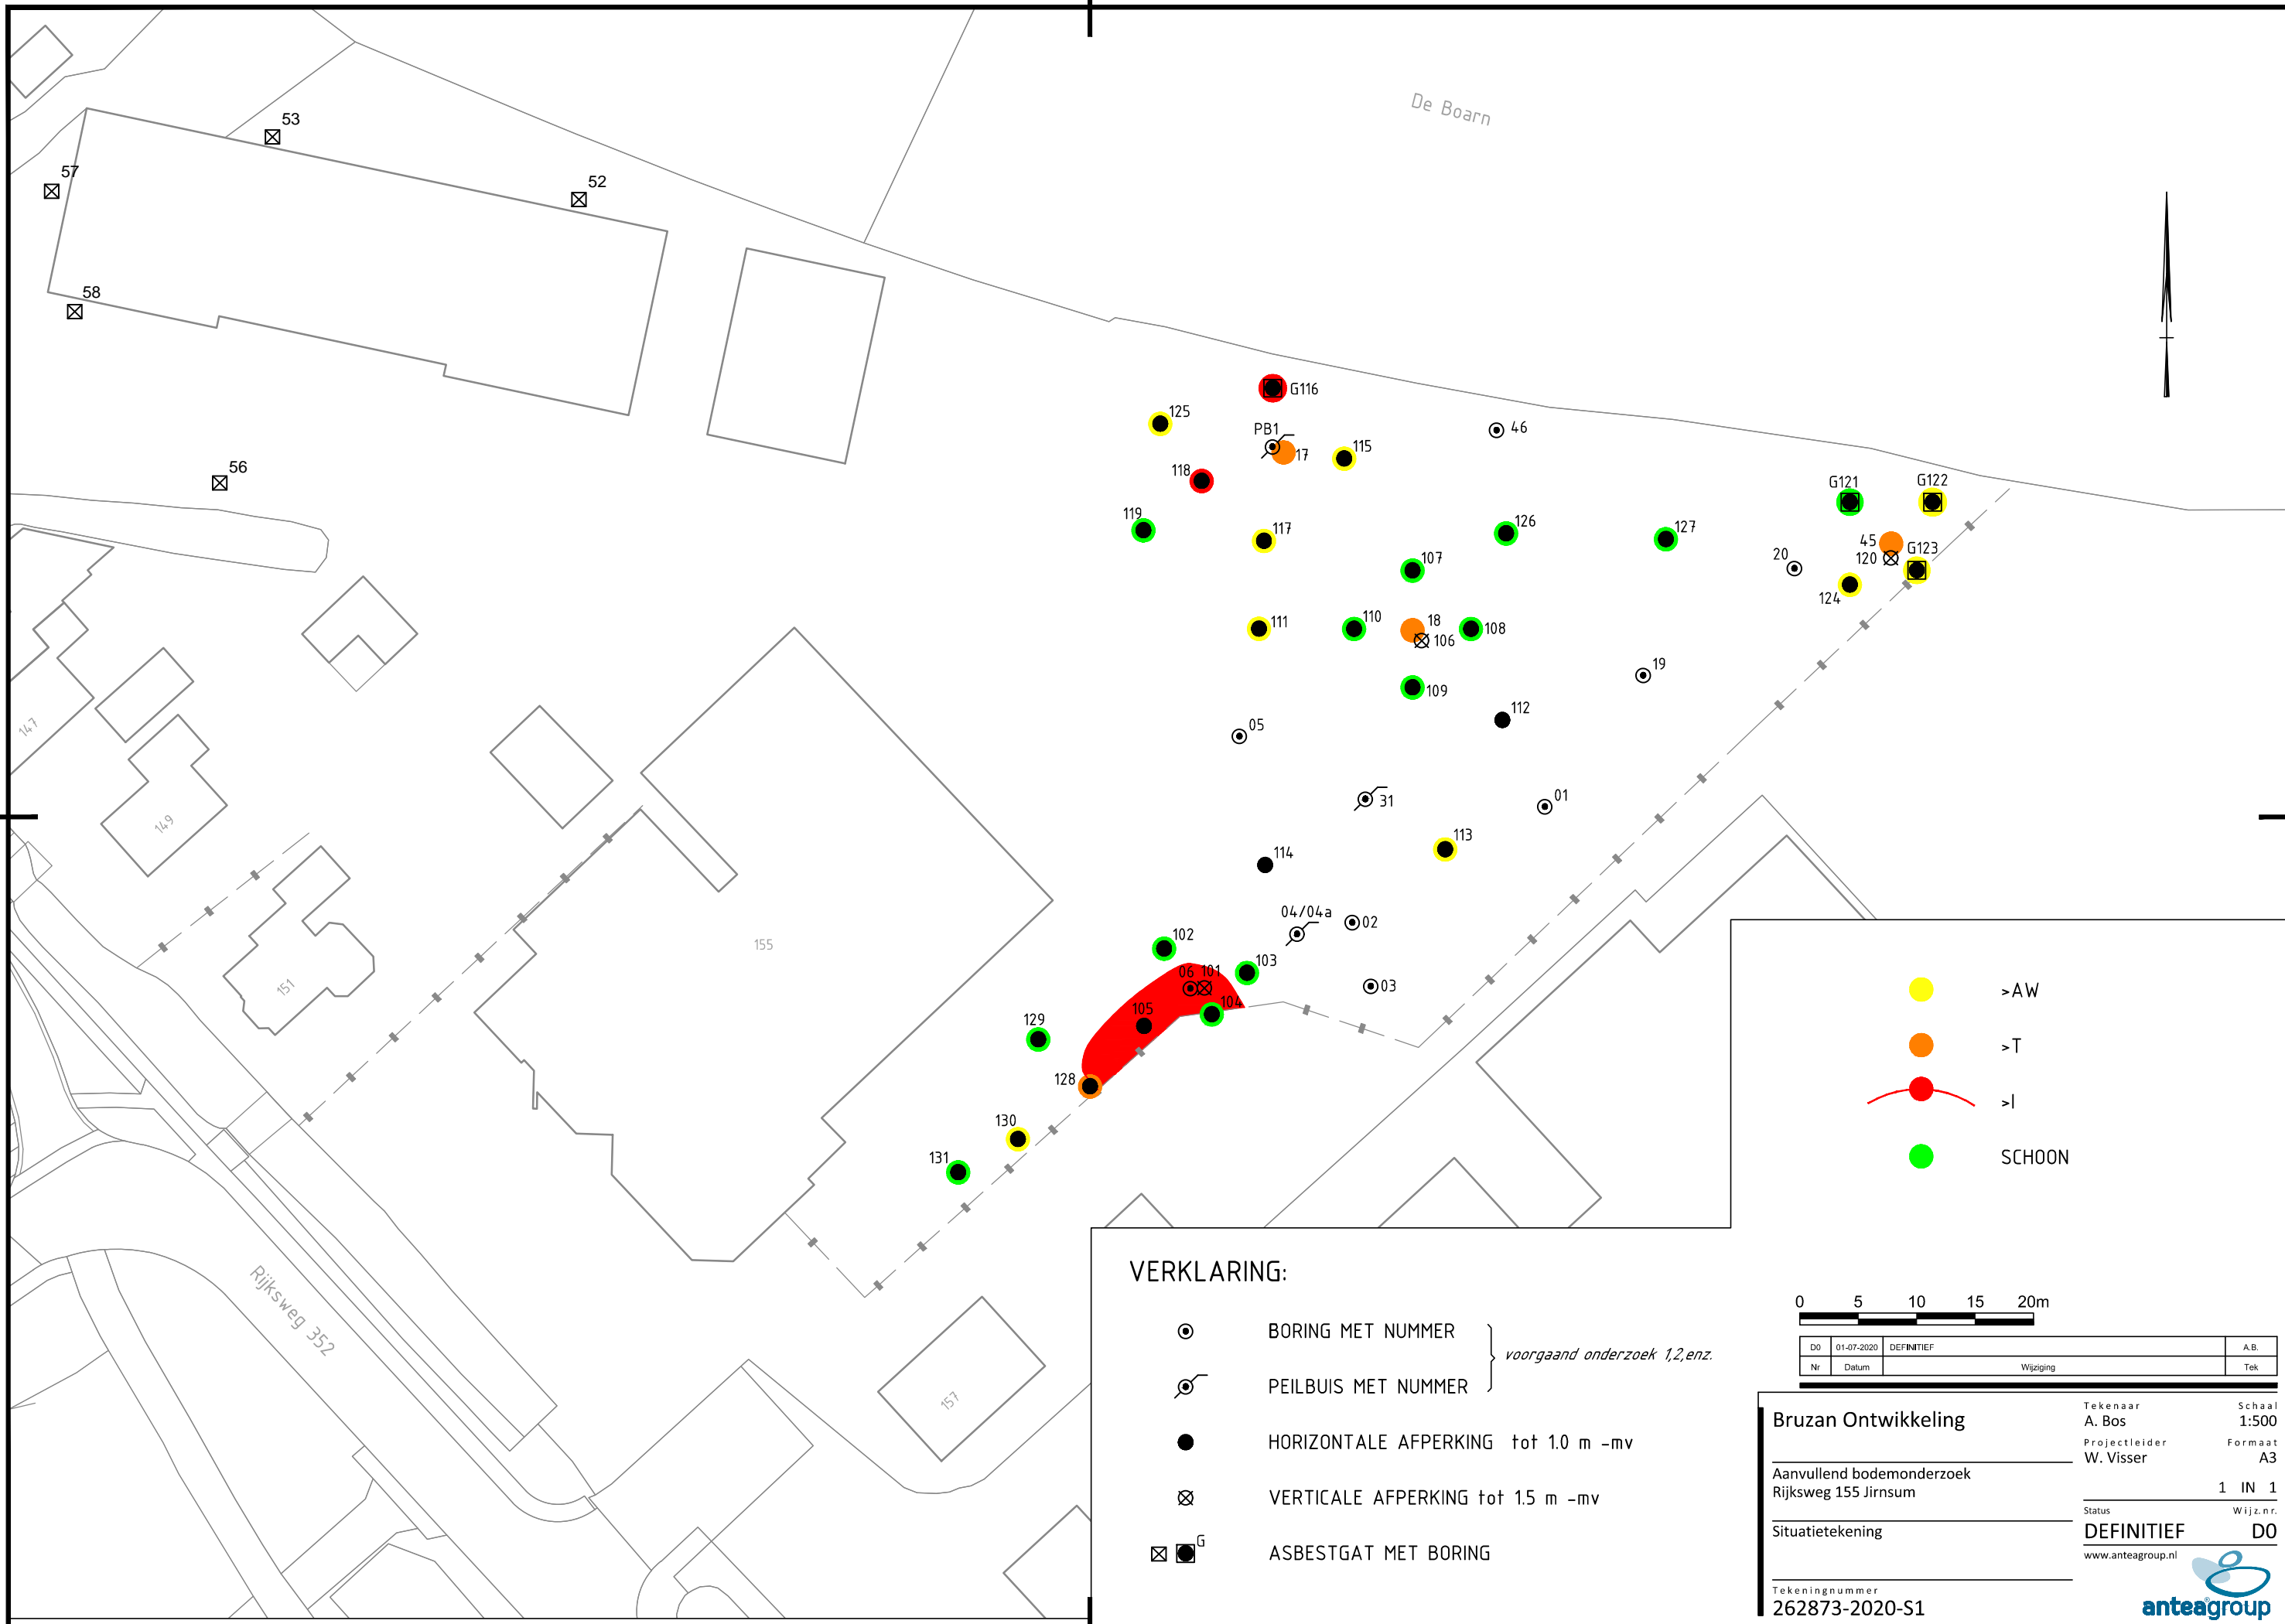 De Boarn
53
57
52
58
56
G116
125
PB1
17
115
46
118
119
117
126
127
107
G121
G122
45
120
G123
20
124
111
110
18
106
108
109
19
112
05
31
01
113
114
04/04a
02
102
103
06
101
03
104
105
129
128
130
131
147
149
151
155
157
Rijksweg 352
>AW
>T
>I
SCHOON
VERKLARING:
BORING MET NUMMER
voorgaand onderzoek 1,2,enz.
PEILBUIS MET NUMMER
HORIZONTALE AFPERKING tot 1.0 m -mv
VERTICALE AFPERKING tot 1.5 m -mv
G
ASBESTGAT MET BORING
0 5 10 15 20m
D0 01-07-2020 DEFINITIEF A.B.
Nr Datum Wijziging Tek
Bruzan Ontwikkeling
Aanvullend bodemonderzoek
Rijksweg 155 Jirnsum
Situatietekening
Tekeningnummer
262873-2020-S1
Tekenaar Schaal
A. Bos 1:500
Projectleider Formaat
W. Visser A3
1 IN 1
Status Wijz.nr.
DEFINITIEF D0
www.anteagroup.nl
anteagroup